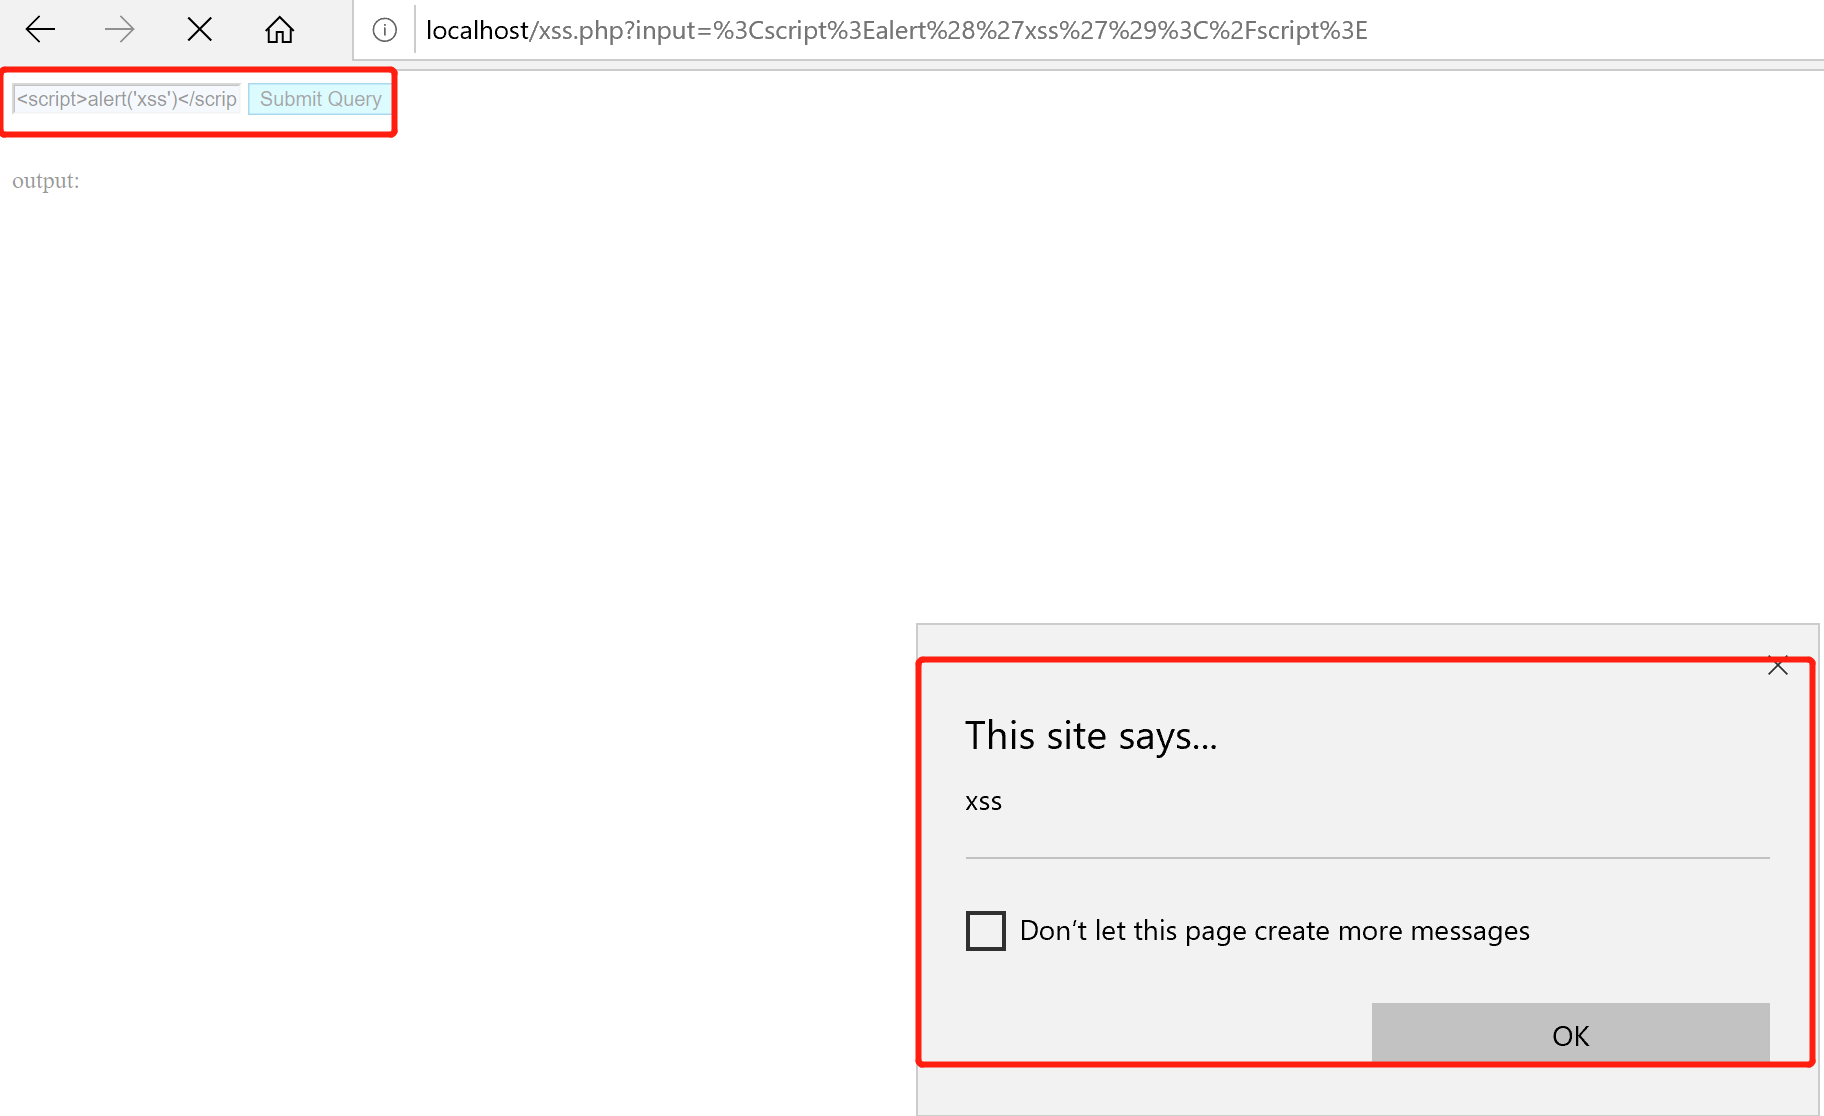 localhost/xss.php?input=%3Cscript%3Ealert%28%27xss%27%29%3C%2Fscript%3E
<script>alert('xss')</scrip
Submit Query
output:
This site says...
xss
Don't let this page create more messages
OK